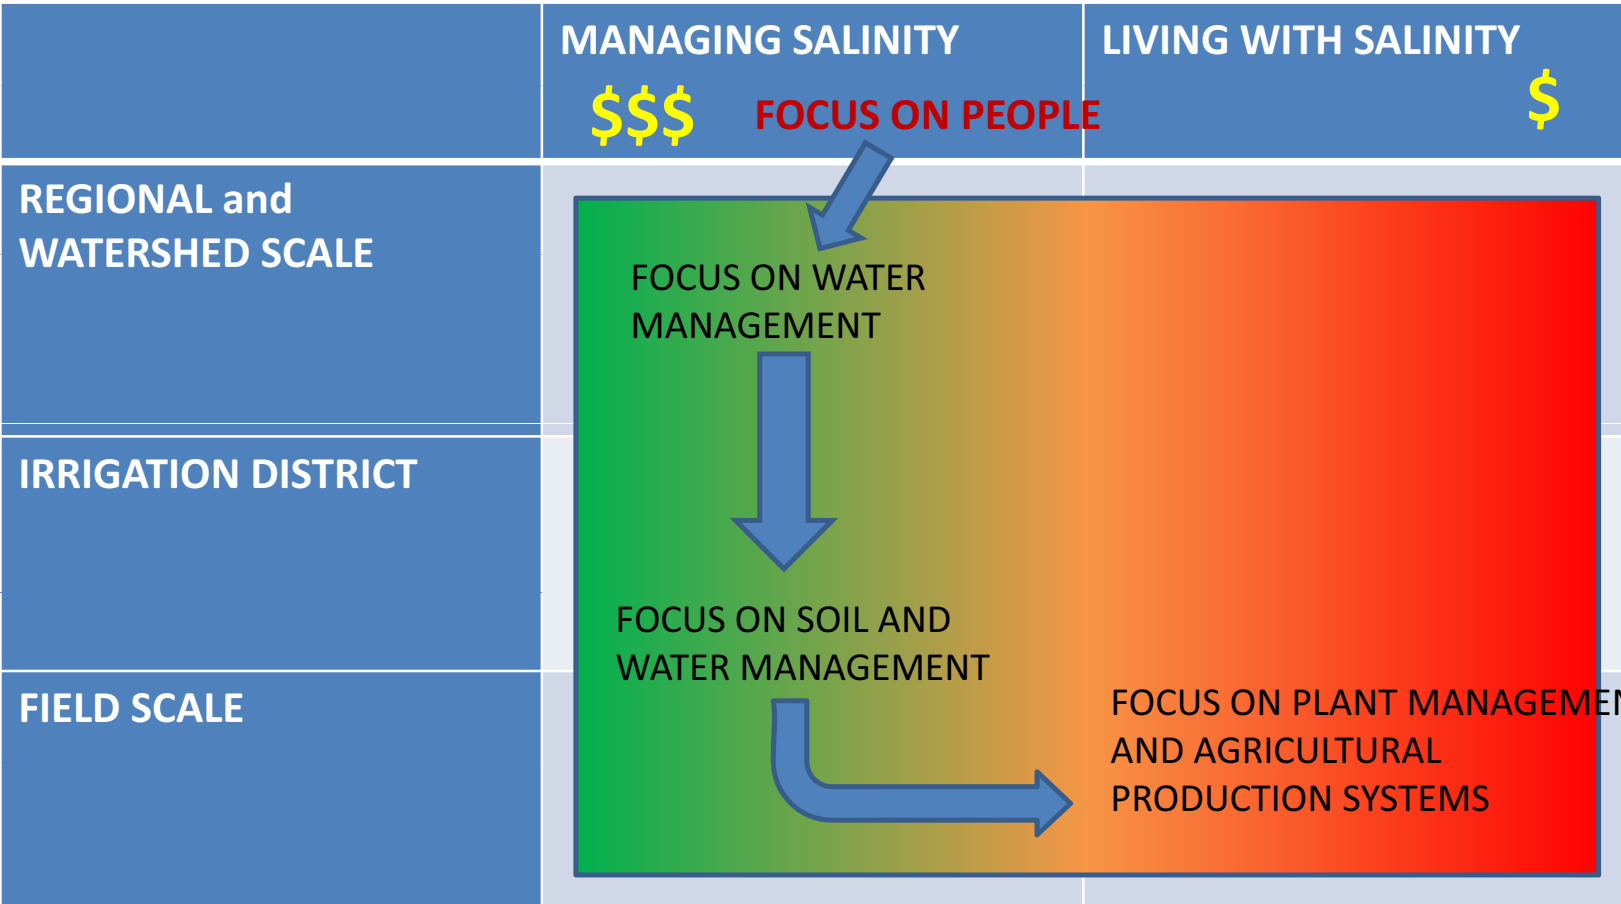 MANAGING SALINITY
LIVING WITH SALINITY
$$$
FOCUS ON PEOPLE
$
REGIONAL and
WATERSHED SCALE
FOCUS ON WATER
MANAGEMENT
IRRIGATION DISTRICT
FOCUS ON SOIL AND
WATER MANAGEMENT
FIELD SCALE
FOCUS ON PLANT MANAGEMEN
AND AGRICULTURAL
PRODUCTION SYSTEMS